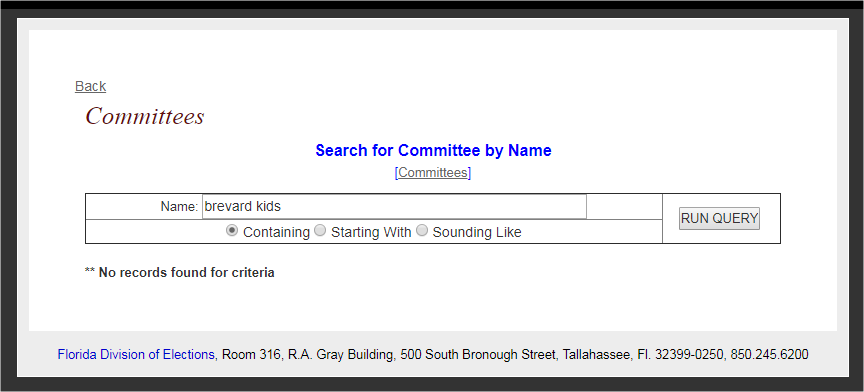 Back
Committees
Search for Committee by Name
[Committees]
Name: brevard kids
RUN QUERY
Containing Starting With Sounding Like
** No records found for criteria
Florida Division of Elections, Room 316, R.A. Gray Building, 500 South Bronough Street, Tallahassee, Fl. 32399-0250, 850.245.6200